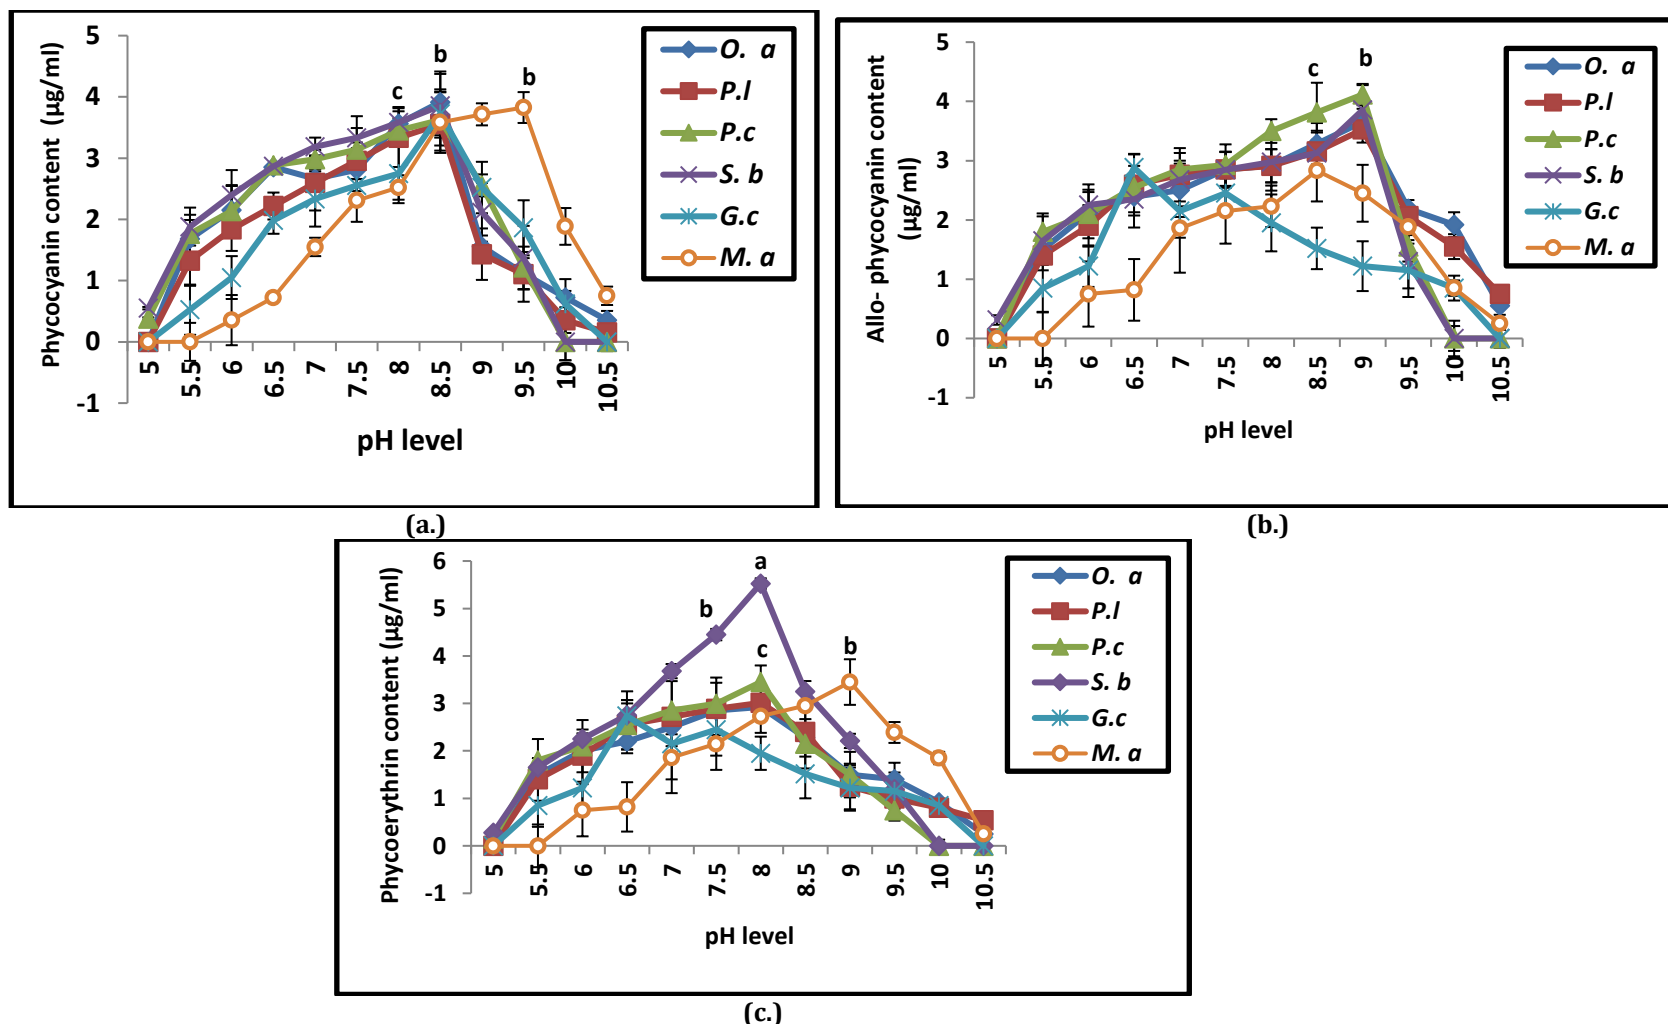 Phycocyanin content (µg/ml)
5
4
3
2
1
0
-1
c
b
b
5
5.5
6
6.5
7
7.5
8
8.5
9
9.5
10
10.5
pH level
O. a
P.l
P.c
S. b
G.c
M. a
(a.)
Allo- phycocyanin content
(µg/ml)
5
4
3
2
1
0
-1
c
b
5
5.5
6
6.5
7
7.5
8
8.5
9
9.5
10
10.5
pH level
O. a
P.l
P.c
S. b
G.c
M. a
(b.)
Phycoerythrin content (µg/ml)
6
5
4
3
2
1
0
-1
a
b
c
b
5
5.5
6
6.5
7
7.5
8
8.5
9
9.5
10
10.5
pH level
O. a
P.l
P.c
S. b
G.c
M. a
(c.)